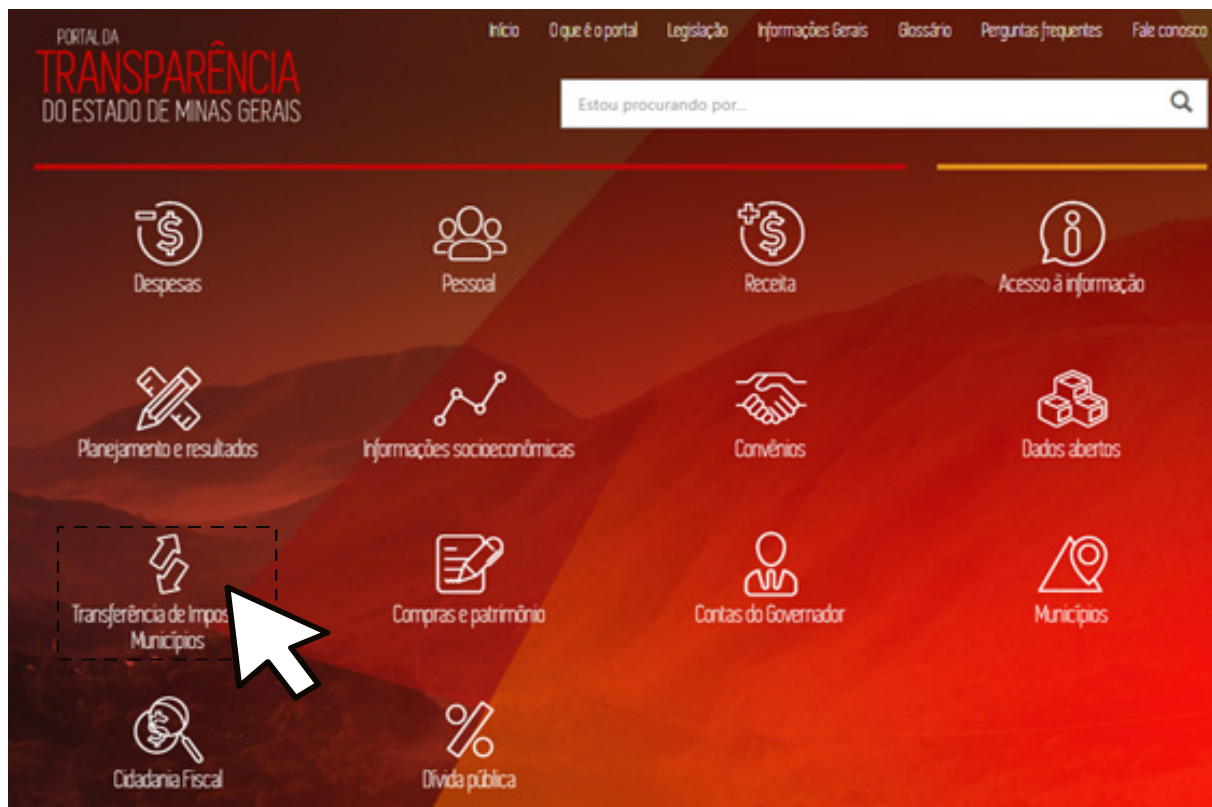 PORTAL DA
TRANSPARÊNCIA
DO ESTADO DE MINAS GERAIS
Início O que é o portal Legislação Informações Gerais Glossário Perguntas frequentes Fale conosco
Estou procurando por...
Despesas Pessoal Receita Acesso à informação
Planejamento e resultados Informações socioeconômicas Convênios Dados abertos
Transferência de Compras e patrimônio Contas do Governador Municípios
Municípios
Cidadania Fiscal Dívida pública